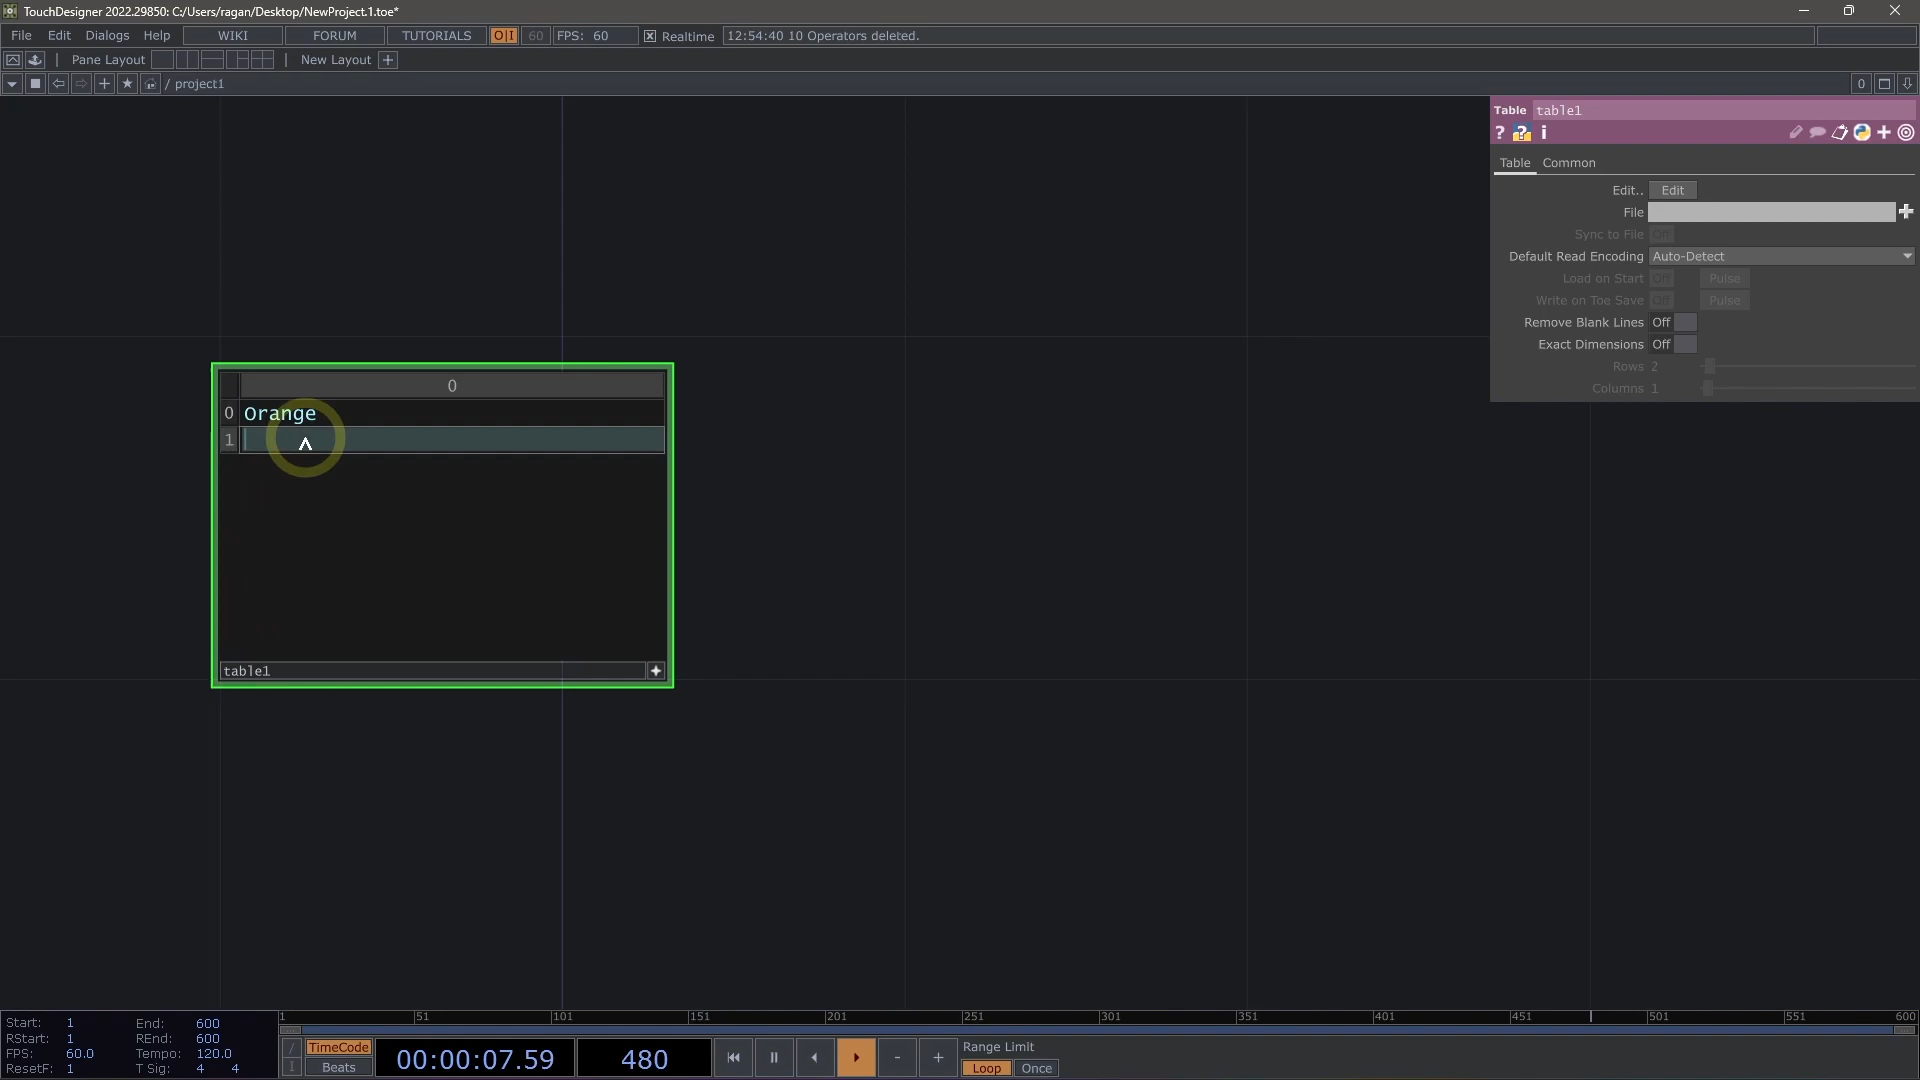 TouchDesigner 2022.29850: C:/Users/ragan/Desktop/NewProject.1.toe*
File Edit Dialogs Help WIKI FORUM TUTORIALS O|I 60 FPS: 60 Realtime 12:54:40 10 Operators deleted.
Pane Layout New Layout +
/ project1 0
Table table1
? ? i
Table Common
Edit.. Edit
File
Sync to File Off
Default Read Encoding Auto-Detect
Load on Start Off Pulse
Write on Toe Save Off Pulse
Remove Blank Lines Off
Exact Dimensions Off
Rows 2
Columns 1
0
0 Orange
1
table1
1 51 101 151 201 251 301 351 401 451 501 551 600
Start: 1 End: 600
RStart: 1 REnd: 600
FPS: 60.0 Tempo: 120.0
ResetF: 1 T Sig: 4 4
/ TimeCode
I Beats
00:00:07.59 480 - +
Range Limit
Loop Once